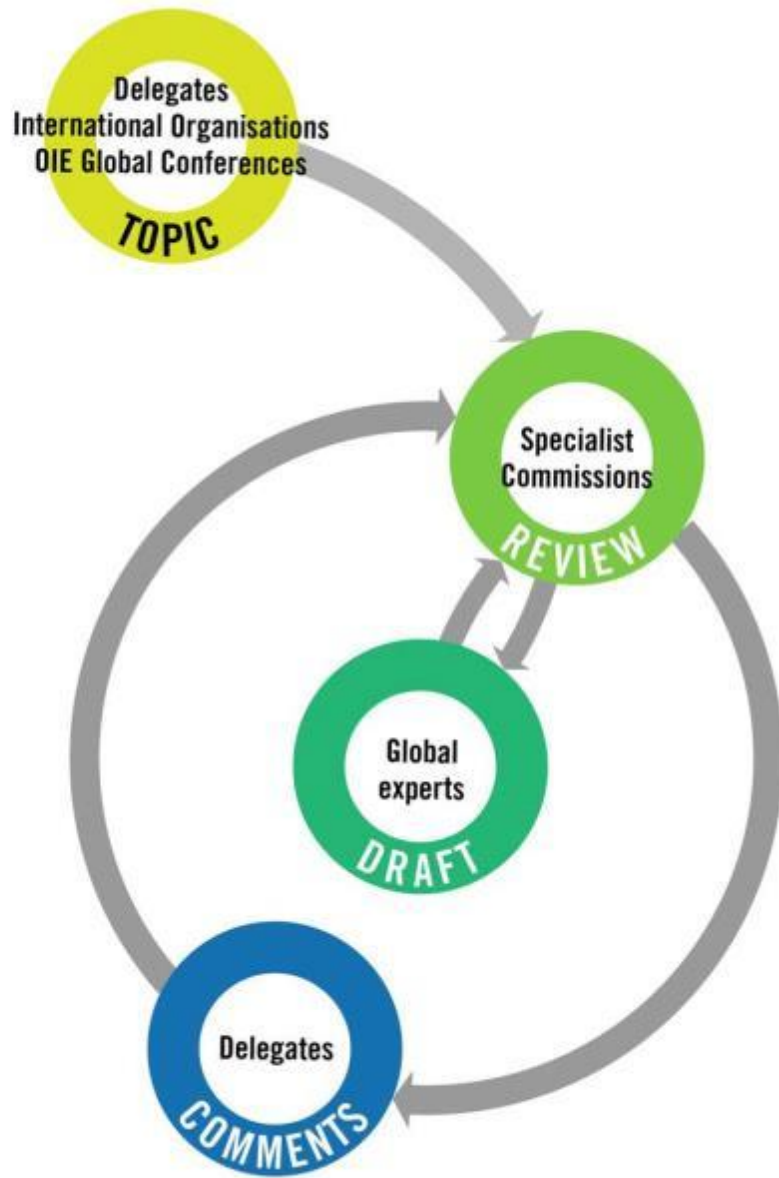 Delegates
International Organisations
OIE Global Conferences
TOPIC
Specialist
Commissions
REVIEW
Global
experts
DRAFT
Delegates
COMMENTS